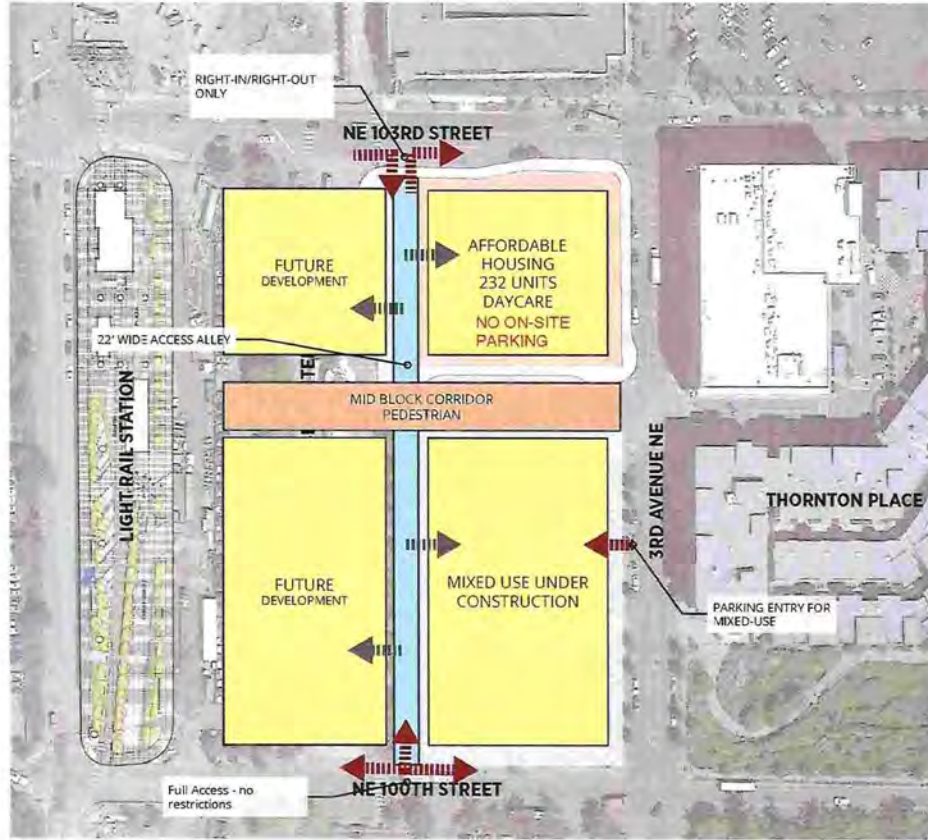 RIGHT-IN/RIGHT-OUT
ONLY
NE 103RD STREET
FUTURE
DEVELOPMENT
AFFORDABLE
HOUSING
232 UNITS
DAYCARE
NO ON-SITE
PARKING
22' WIDE ACCESS ALLEY
MID BLOCK CORRIDOR
PEDESTRIAN
LIGHT RAIL STATION
3RD AVENUE NE
THORNTON PLACE
FUTURE
DEVELOPMENT
MIXED USE UNDER
CONSTRUCTION
PARKING ENTRY FOR
MIXED-USE
Full Access - no
restrictions
NE 100TH STREET